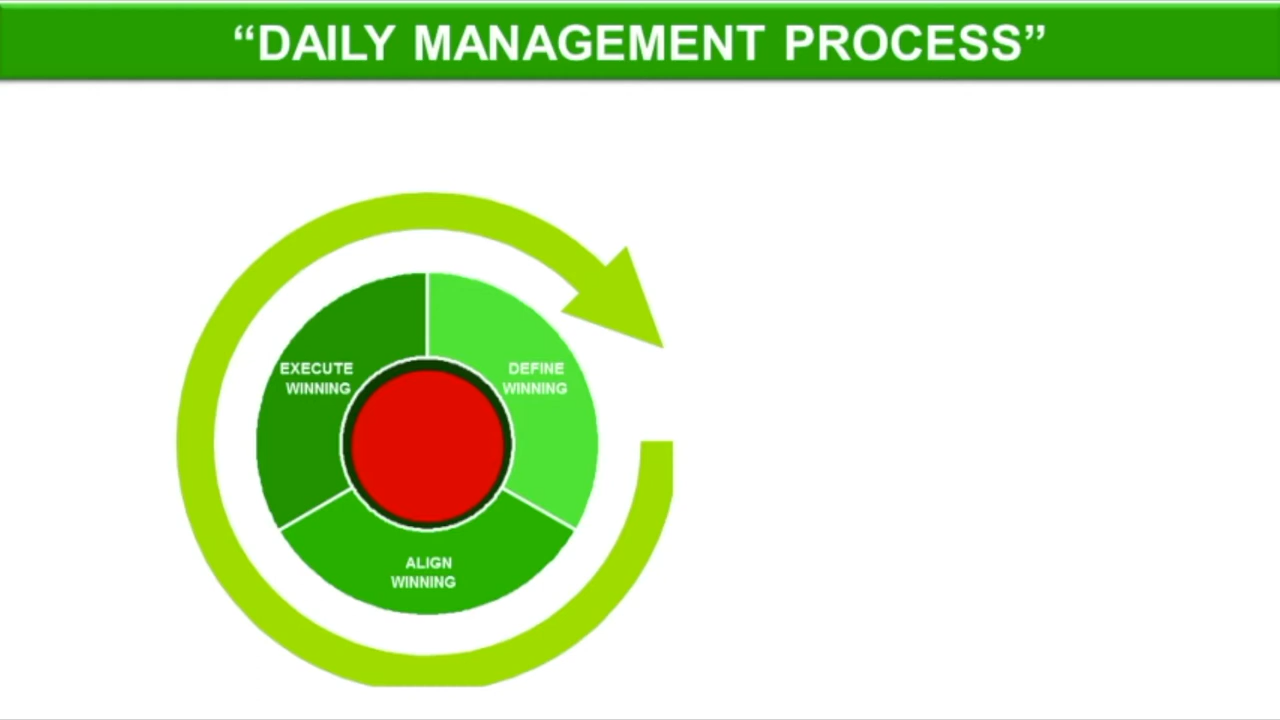 “DAILY MANAGEMENT PROCESS”
EXECUTE
WINNING
DEFINE
WINNING
ALIGN
WINNING